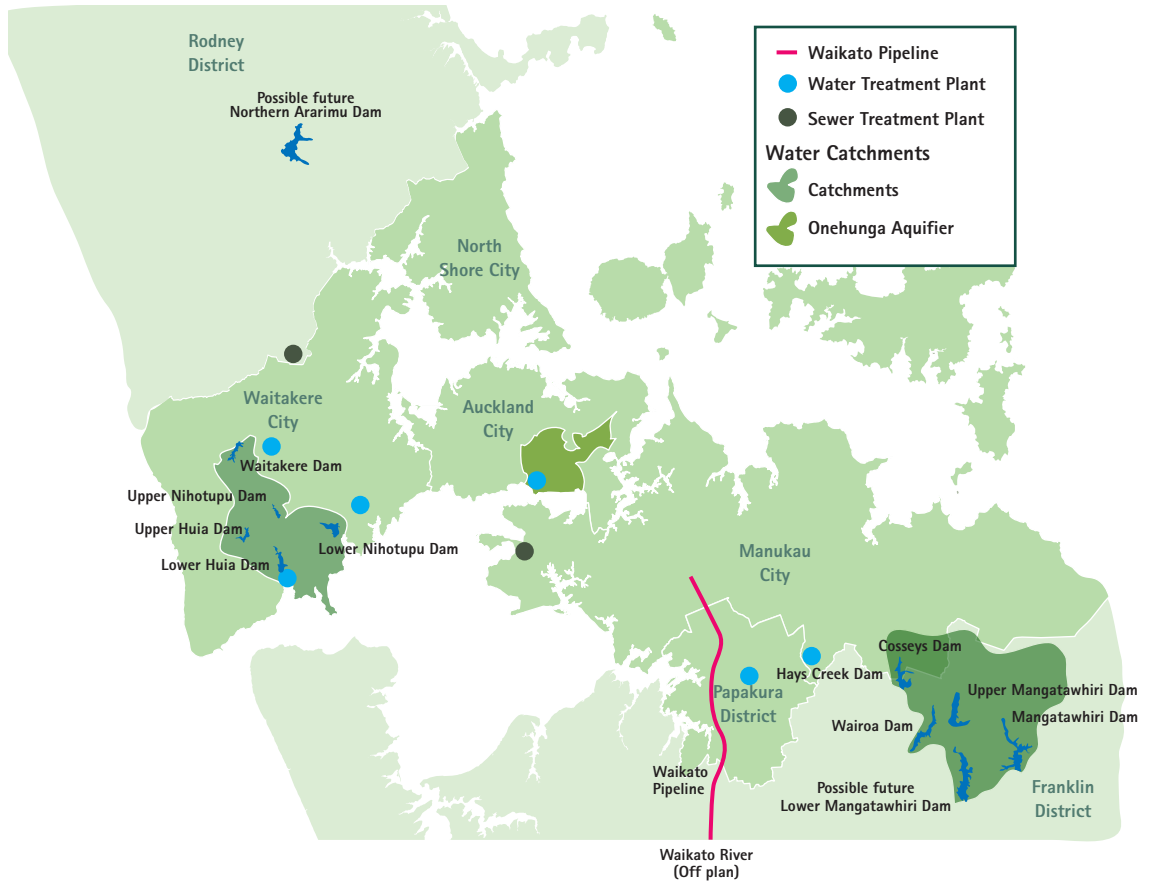 Rodney
District
Possible future
Northern Ararimu Dam
Waikato Pipeline
Water Treatment Plant
Sewer Treatment Plant
Water Catchments
Catchments
Onehunga Aquifier
North
Shore City
Waitakere
City
Auckland
City
Waitakere Dam
Upper Nihotupu Dam
Upper Huia Dam
Lower Nihotupu Dam
Lower Huia Dam
Manukau
City
Cosseys Dam
Hays Creek Dam
Upper Mangatawhiri Dam
Papakura
District
Mangatawhiri Dam
Wairoa Dam
Waikato
Pipeline
Possible future
Lower Mangatawhiri Dam
Franklin
District
Waikato River
(Off plan)